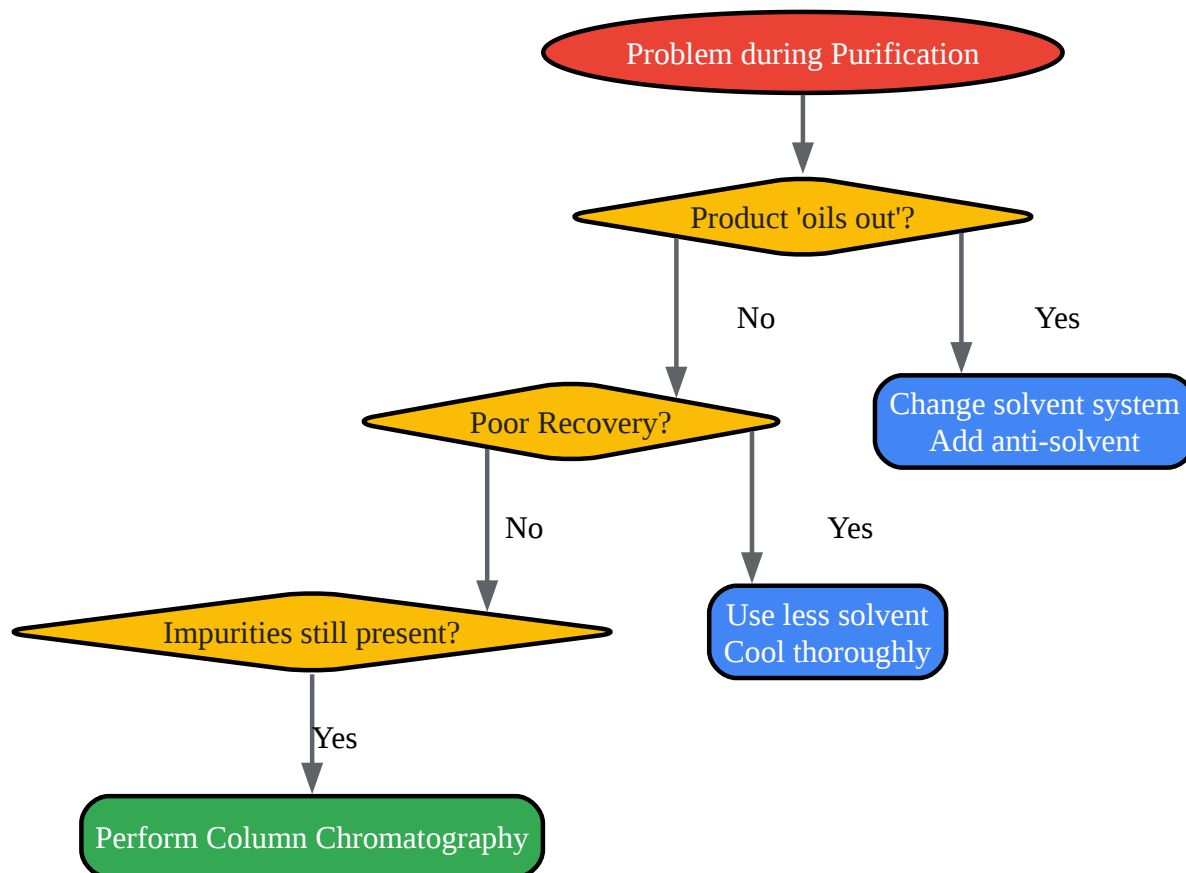 Problem during Purification
Product 'oils out'?
No
Yes
Change solvent system
Add anti-solvent
Poor Recovery?
No
Yes
Use less solvent
Cool thoroughly
Impurities still present?
Yes
Perform Column Chromatography